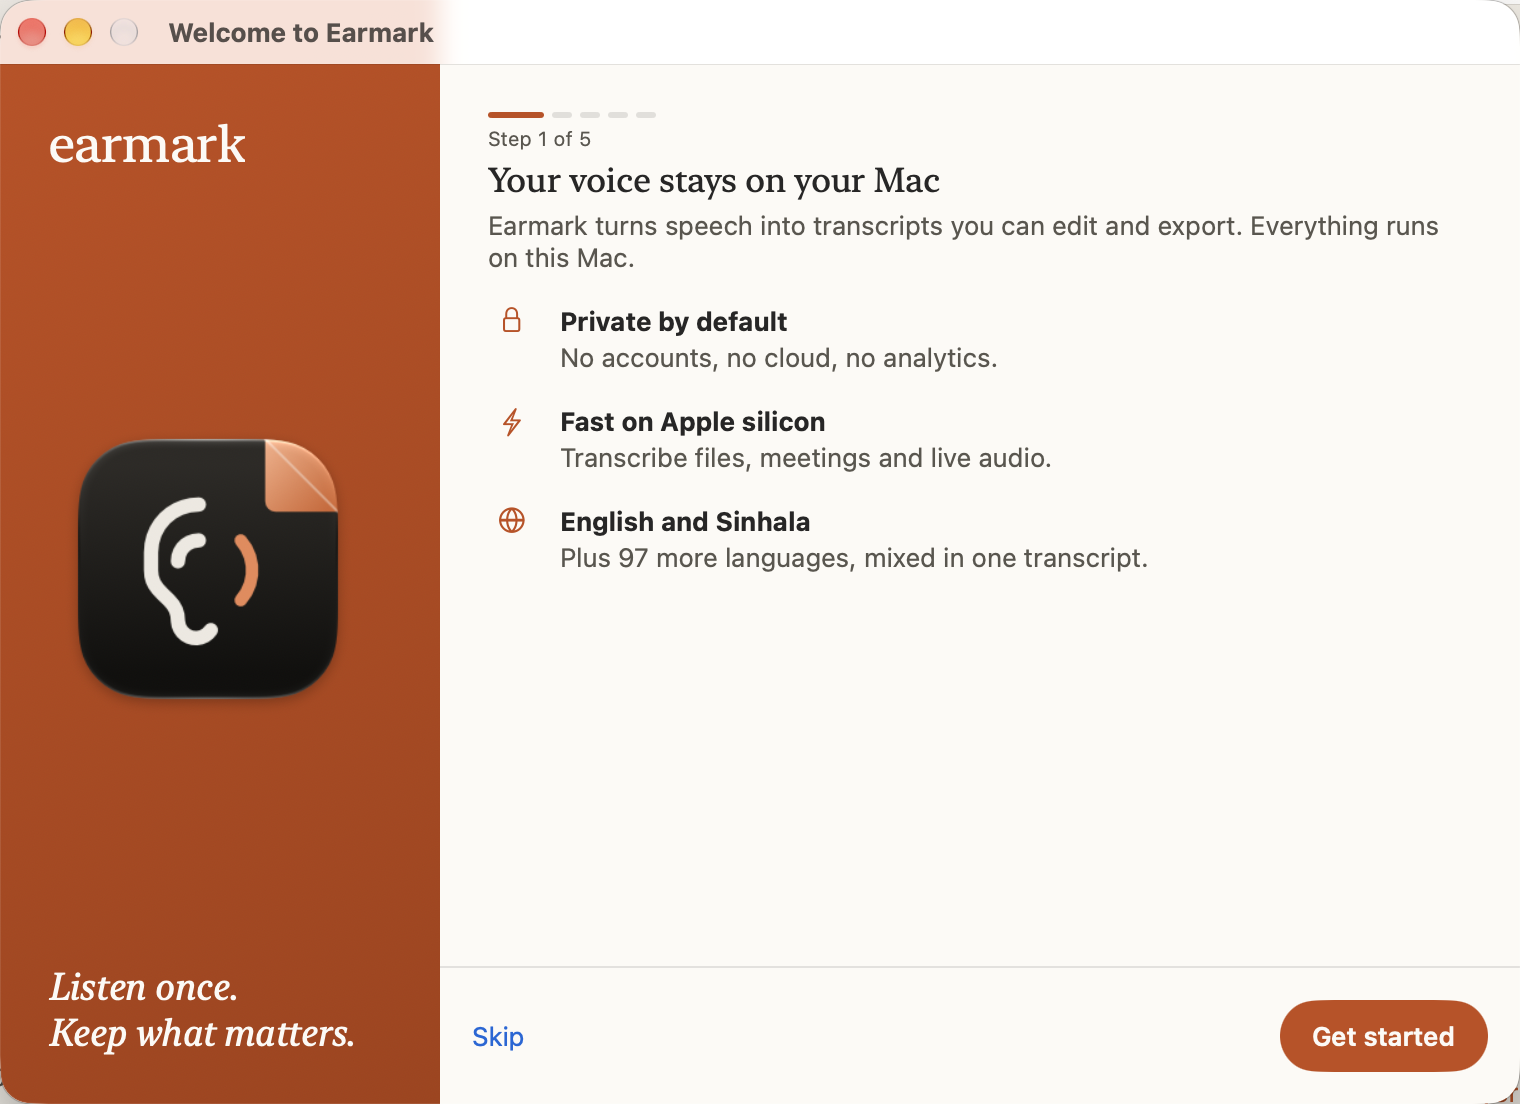 Welcome to Earmark
earmark
Listen once.
Keep what matters.
Step 1 of 5
Your voice stays on your Mac
Earmark turns speech into transcripts you can edit and export. Everything runs
on this Mac.
Private by default
No accounts, no cloud, no analytics.
Fast on Apple silicon
Transcribe files, meetings and live audio.
English and Sinhala
Plus 97 more languages, mixed in one transcript.
Skip
Get started